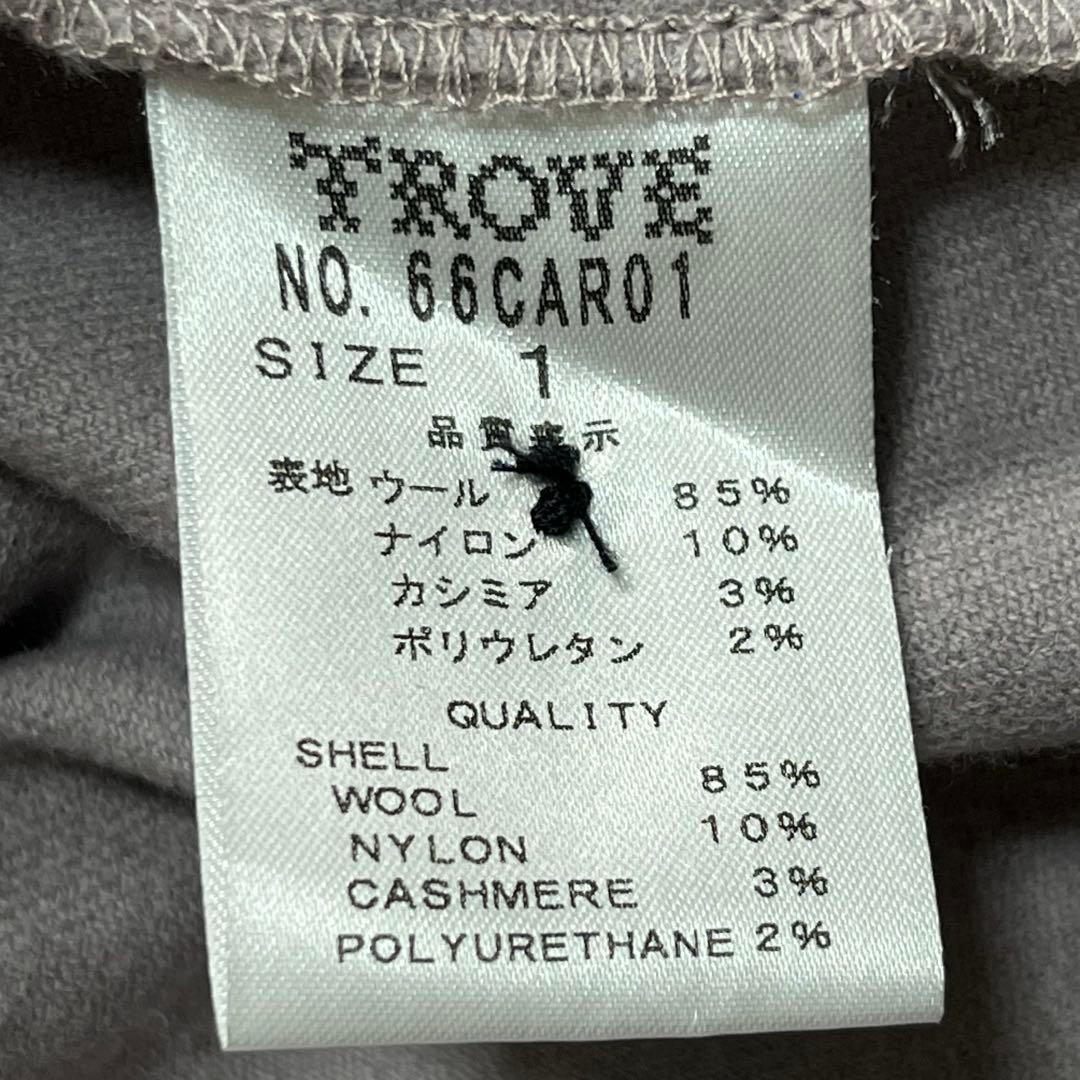 TROVE
NO. 66CAR01
SIZE 1
品質表示
表地 ウール 85%
ナイロン 10%
カシミア 3%
ポリウレタン 2%
QUALITY
SHELL
WOOL 85%
NYLON 10%
CASHMERE 3%
POLYURETHANE 2%